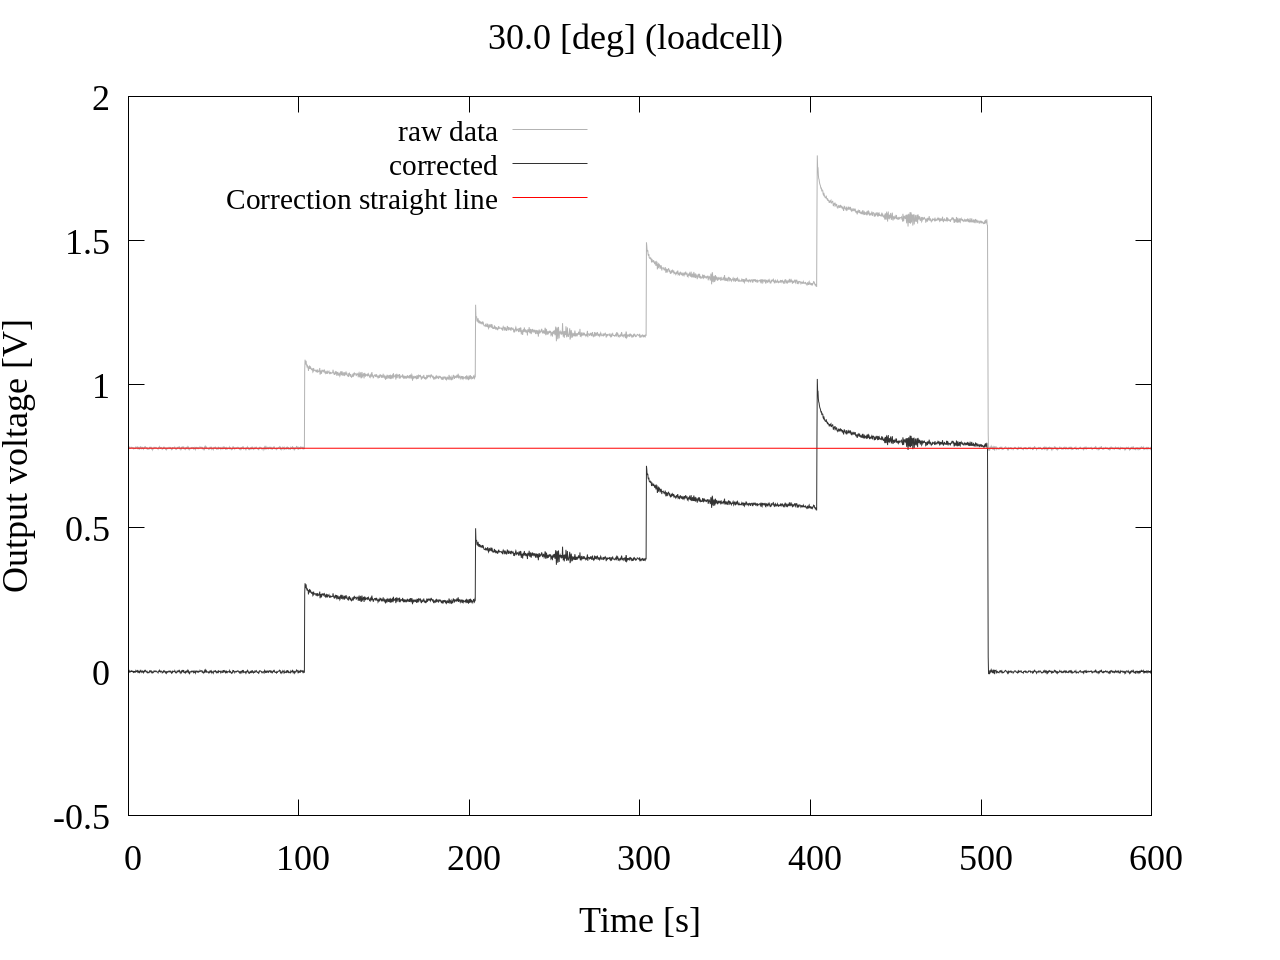 30.0 [deg] (loadcell)
raw data
corrected
Correction straight line
Output voltage [V]
2
1.5
1
0.5
0
-0.5
0 100 200 300 400 500 600
Time [s]